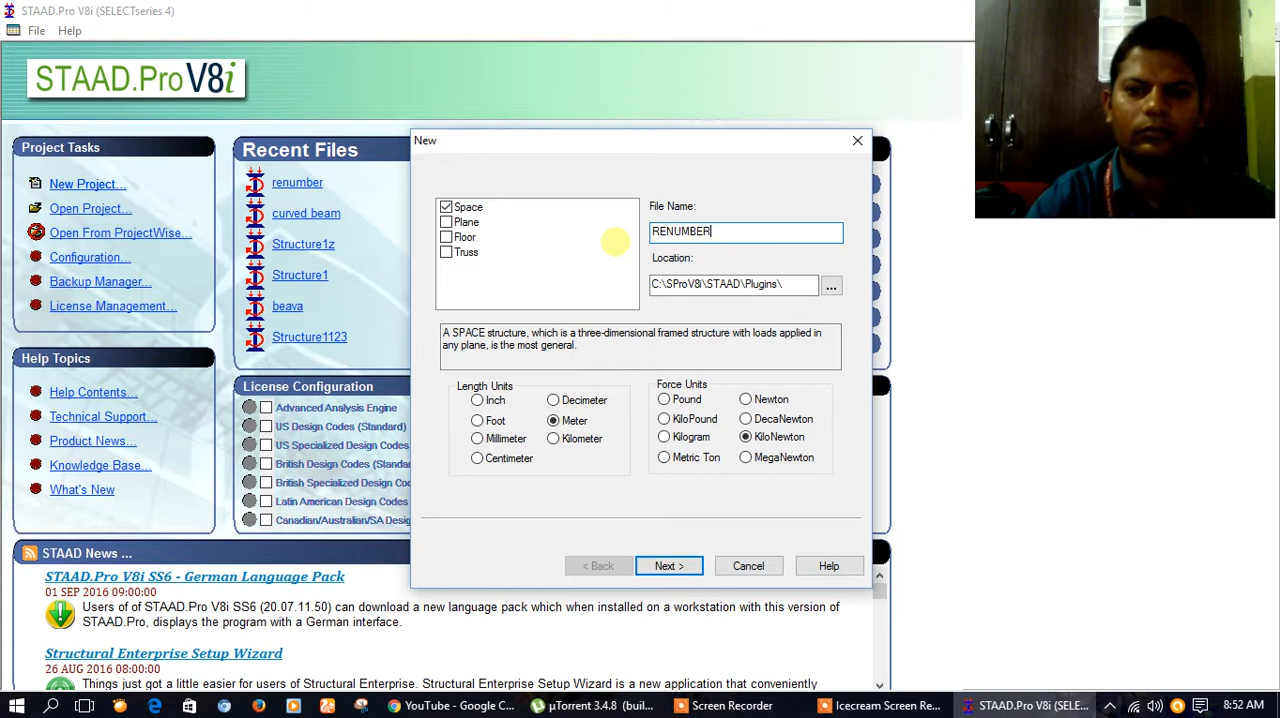 STAAD.Pro V8i (SELECTseries 4)
File Help
STAAD.Pro V8i
Project Tasks
New Project...
Open Project...
Open From ProjectWise...
Configuration...
Backup Manager...
License Management...
Help Topics
Help Contents...
Technical Support...
Product News...
Knowledge Base...
What's New
Recent Files
renumber
curved beam
Structure1z
Structure1
beava
Structure1123
License Configuration
Advanced Analysis Engine
US Design Codes (Standard)
US Specialized Design Codes
British Design Codes (Standar
British Specialized Design Co
Latin American Design Codes
Canadian/Australian/SA Desig
New
Space
Plane
Floor
Truss
File Name:
RENUMBER
Location:
C:\SProV8i\STAAD\Plugins\
...
A SPACE structure, which is a three-dimensional framed structure with loads applied in
any plane, is the most general.
Length Units
Inch Decimeter
Foot Meter
Millimeter Kilometer
Centimeter
Force Units
Pound Newton
KiloPound DecaNewton
Kilogram KiloNewton
Metric Ton MegaNewton
< Back Next > Cancel Help
STAAD News ...
STAAD.Pro V8i SS6 - German Language Pack
01 SEP 2016 09:00:00
Users of of STAAD.Pro V8i SS6 (20.07.11.50) can download a new language pack which when installed on a workstation with this version of
STAAD.Pro, displays the program with a German interface.
Structural Enterprise Setup Wizard
26 AUG 2016 08:00:00
Things just got a little easier for users of Structural Enterprise. Structural Enterprise Setup Wizard is a new application that conveniently
YouTube - Google C...
µTorrent 3.4.8 (buil...
Screen Recorder
Icecream Screen Re...
STAAD.Pro V8i (SELE...
8:52 AM